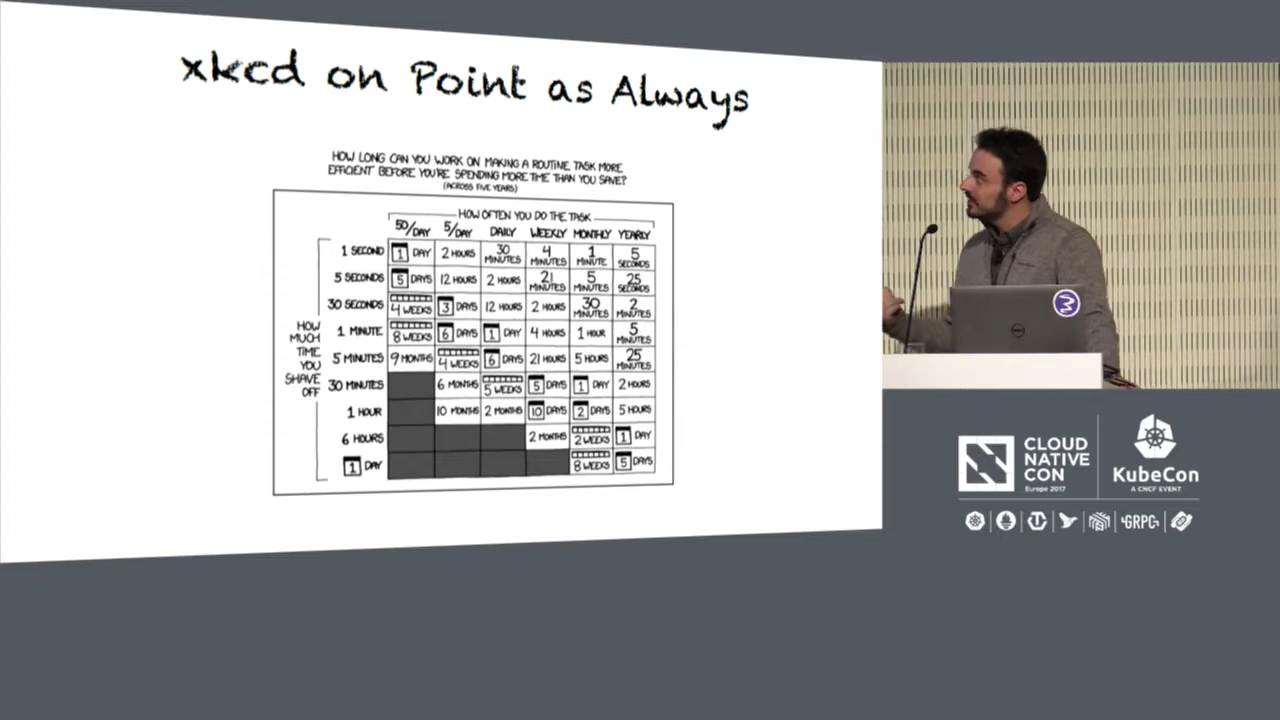 xkcd on Point as Always
HOW LONG CAN YOU WORK ON MAKING A ROUTINE TASK MORE
EFFICIENT BEFORE YOU'RE SPENDING MORE TIME THAN YOU SAVE?
(ACROSS FIVE YEARS)
HOW OFTEN YOU DO THE TASK
50/DAY 5/DAY DAILY WEEKLY MONTHLY YEARLY
HOW MUCH TIME YOU SHAVE OFF
1 SECOND 1 DAY 2 HOURS 30 MINUTES 4 MINUTES 1 MINUTE 5 SECONDS
5 SECONDS 5 DAYS 12 HOURS 2 HOURS 21 MINUTES 5 MINUTES 25 SECONDS
30 SECONDS 4 WEEKS 3 DAYS 12 HOURS 2 HOURS 30 MINUTES 2 MINUTES
1 MINUTE 8 WEEKS 6 DAYS 1 DAY 4 HOURS 1 HOUR 5 MINUTES
5 MINUTES 9 MONTHS 4 WEEKS 6 DAYS 21 HOURS 5 HOURS 25 MINUTES
30 MINUTES 6 MONTHS 5 WEEKS 5 DAYS 1 DAY 2 HOURS
1 HOUR 10 MONTHS 2 MONTHS 10 DAYS 2 DAYS 5 HOURS
6 HOURS 2 MONTHS 2 WEEKS 1 DAY
1 DAY 8 WEEKS 5 DAYS
DELL
CLOUD
NATIVE
CON
Europe 2017
KubeCon
A CNCF EVENT
GRPC